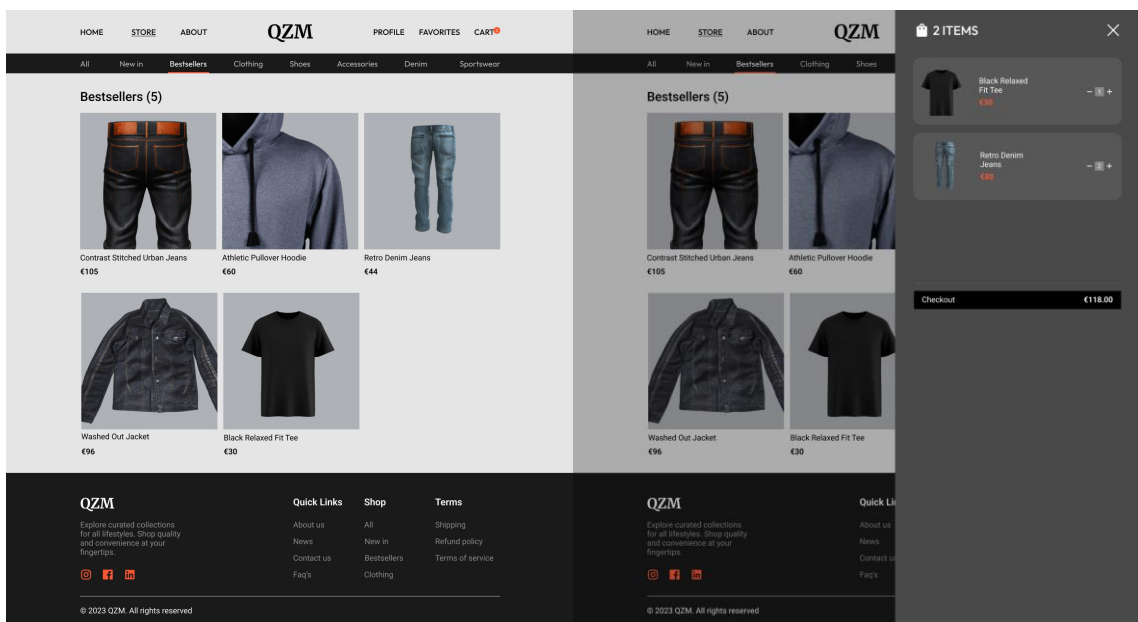 HOME STORE ABOUT QZM PROFILE FAVORITES CART
All New in Bestsellers Clothing Shoes Accessories Denim Sportswear
Bestsellers (5)
Contrast Stitched Urban Jeans Athletic Pullover Hoodie Retro Denim Jeans
€105 €60 €44
Washed Out Jacket Black Relaxed Fit Tee
€96 €30
QZM Quick Links Shop Terms
Explore curated collections
for all lifestyles. Shop quality
and convenience at your
fingertips.
About us All Shipping
News New in Refund policy
Contact us Bestsellers Terms of service
Faq's Clothing
© 2023 QZM. All rights reserved
HOME STORE ABOUT QZM
All New in Bestsellers Clothing Shoes
Bestsellers (5)
Contrast Stitched Urban Jeans Athletic Pullover Hoodie
€105 €60
Washed Out Jacket Black Relaxed Fit Tee
€96 €30
QZM Quick Li
Explore curated collections
for all lifestyles. Shop quality
and convenience at your
fingertips.
About us
News
Contact u
Faq's
© 2023 QZM. All rights reserved
2 ITEMS
Black Relaxed
Fit Tee
€30
− 1 +
Retro Denim
Jeans
€88
− 2 +
Checkout €118.00